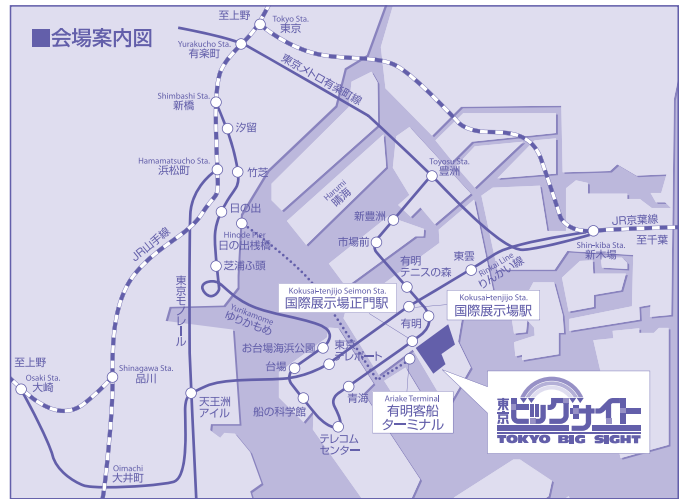 ■会場案内図
至上野
Tokyo Sta.
東京
Yurakucho Sta.
有楽町
東京メトロ有楽町線
Shimbashi Sta.
新橋
汐留
Hamamatsucho Sta.
浜松町
竹芝
日の出
Hinode Pier
日の出桟橋
芝浦ふ頭
JR山手線
東京モノレール
Yurikamome
ゆりかもめ
Harumi
晴海
Toyosu Sta.
豊洲
新豊洲
市場前
有明
テニスの森
東雲
Rinkai Line
りんかい線
JR京葉線
至千葉
Shin-kiba Sta.
新木場
Kokusai-tenjijo Seimon Sta.
国際展示場正門駅
Kokusai-tenjijo Sta.
国際展示場駅
有明
お台場海浜公園
東京
テレポート
台場
青海
船の科学館
テレコム
センター
Ariake Terminal
有明客船
ターミナル
至上野
Osaki Sta.
大崎
Shinagawa Sta.
品川
天王洲
アイル
Oimachi
大井町
東京ビッグサイト
TOKYO BIG SIGHT